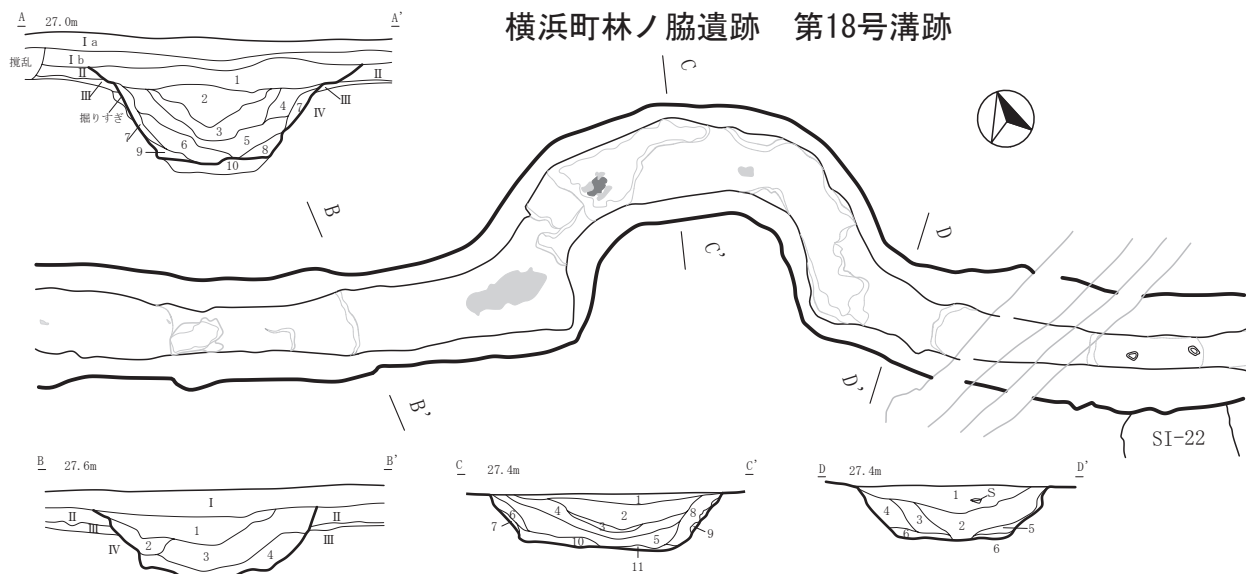 横浜町林ノ脇遺跡　第18号溝跡
A 27.0m A'
Ⅰa
Ⅰb
撹乱
Ⅱ 1 Ⅱ
Ⅲ 2 Ⅲ
4 7 Ⅳ
掘りすぎ
3
7 6 5
9 8
10
C
B
D
C'
D'
B'
SI-22
B 27.6m B'
Ⅰ
Ⅱ 1 Ⅱ
Ⅲ Ⅲ
Ⅳ 2 3 4
C 27.4m C'
1
6 4 2 8
7 3 5 9
10
11
D 27.4m D'
1 S
4 3 2 5
6 6